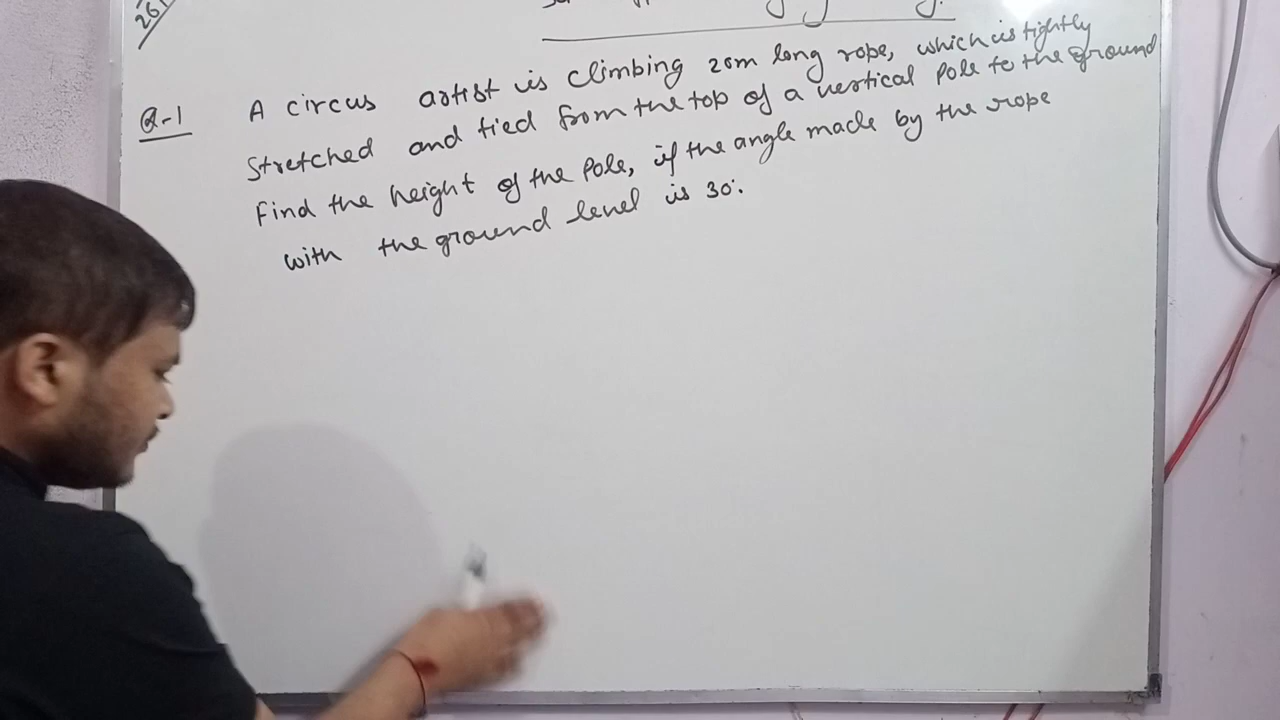 Q-1 A circus artist is climbing 20m long rope, which is tightly
stretched and tied from the top of a vertical pole to the ground
Find the height of the pole, if the angle made by the rope
with the ground level is 30°.